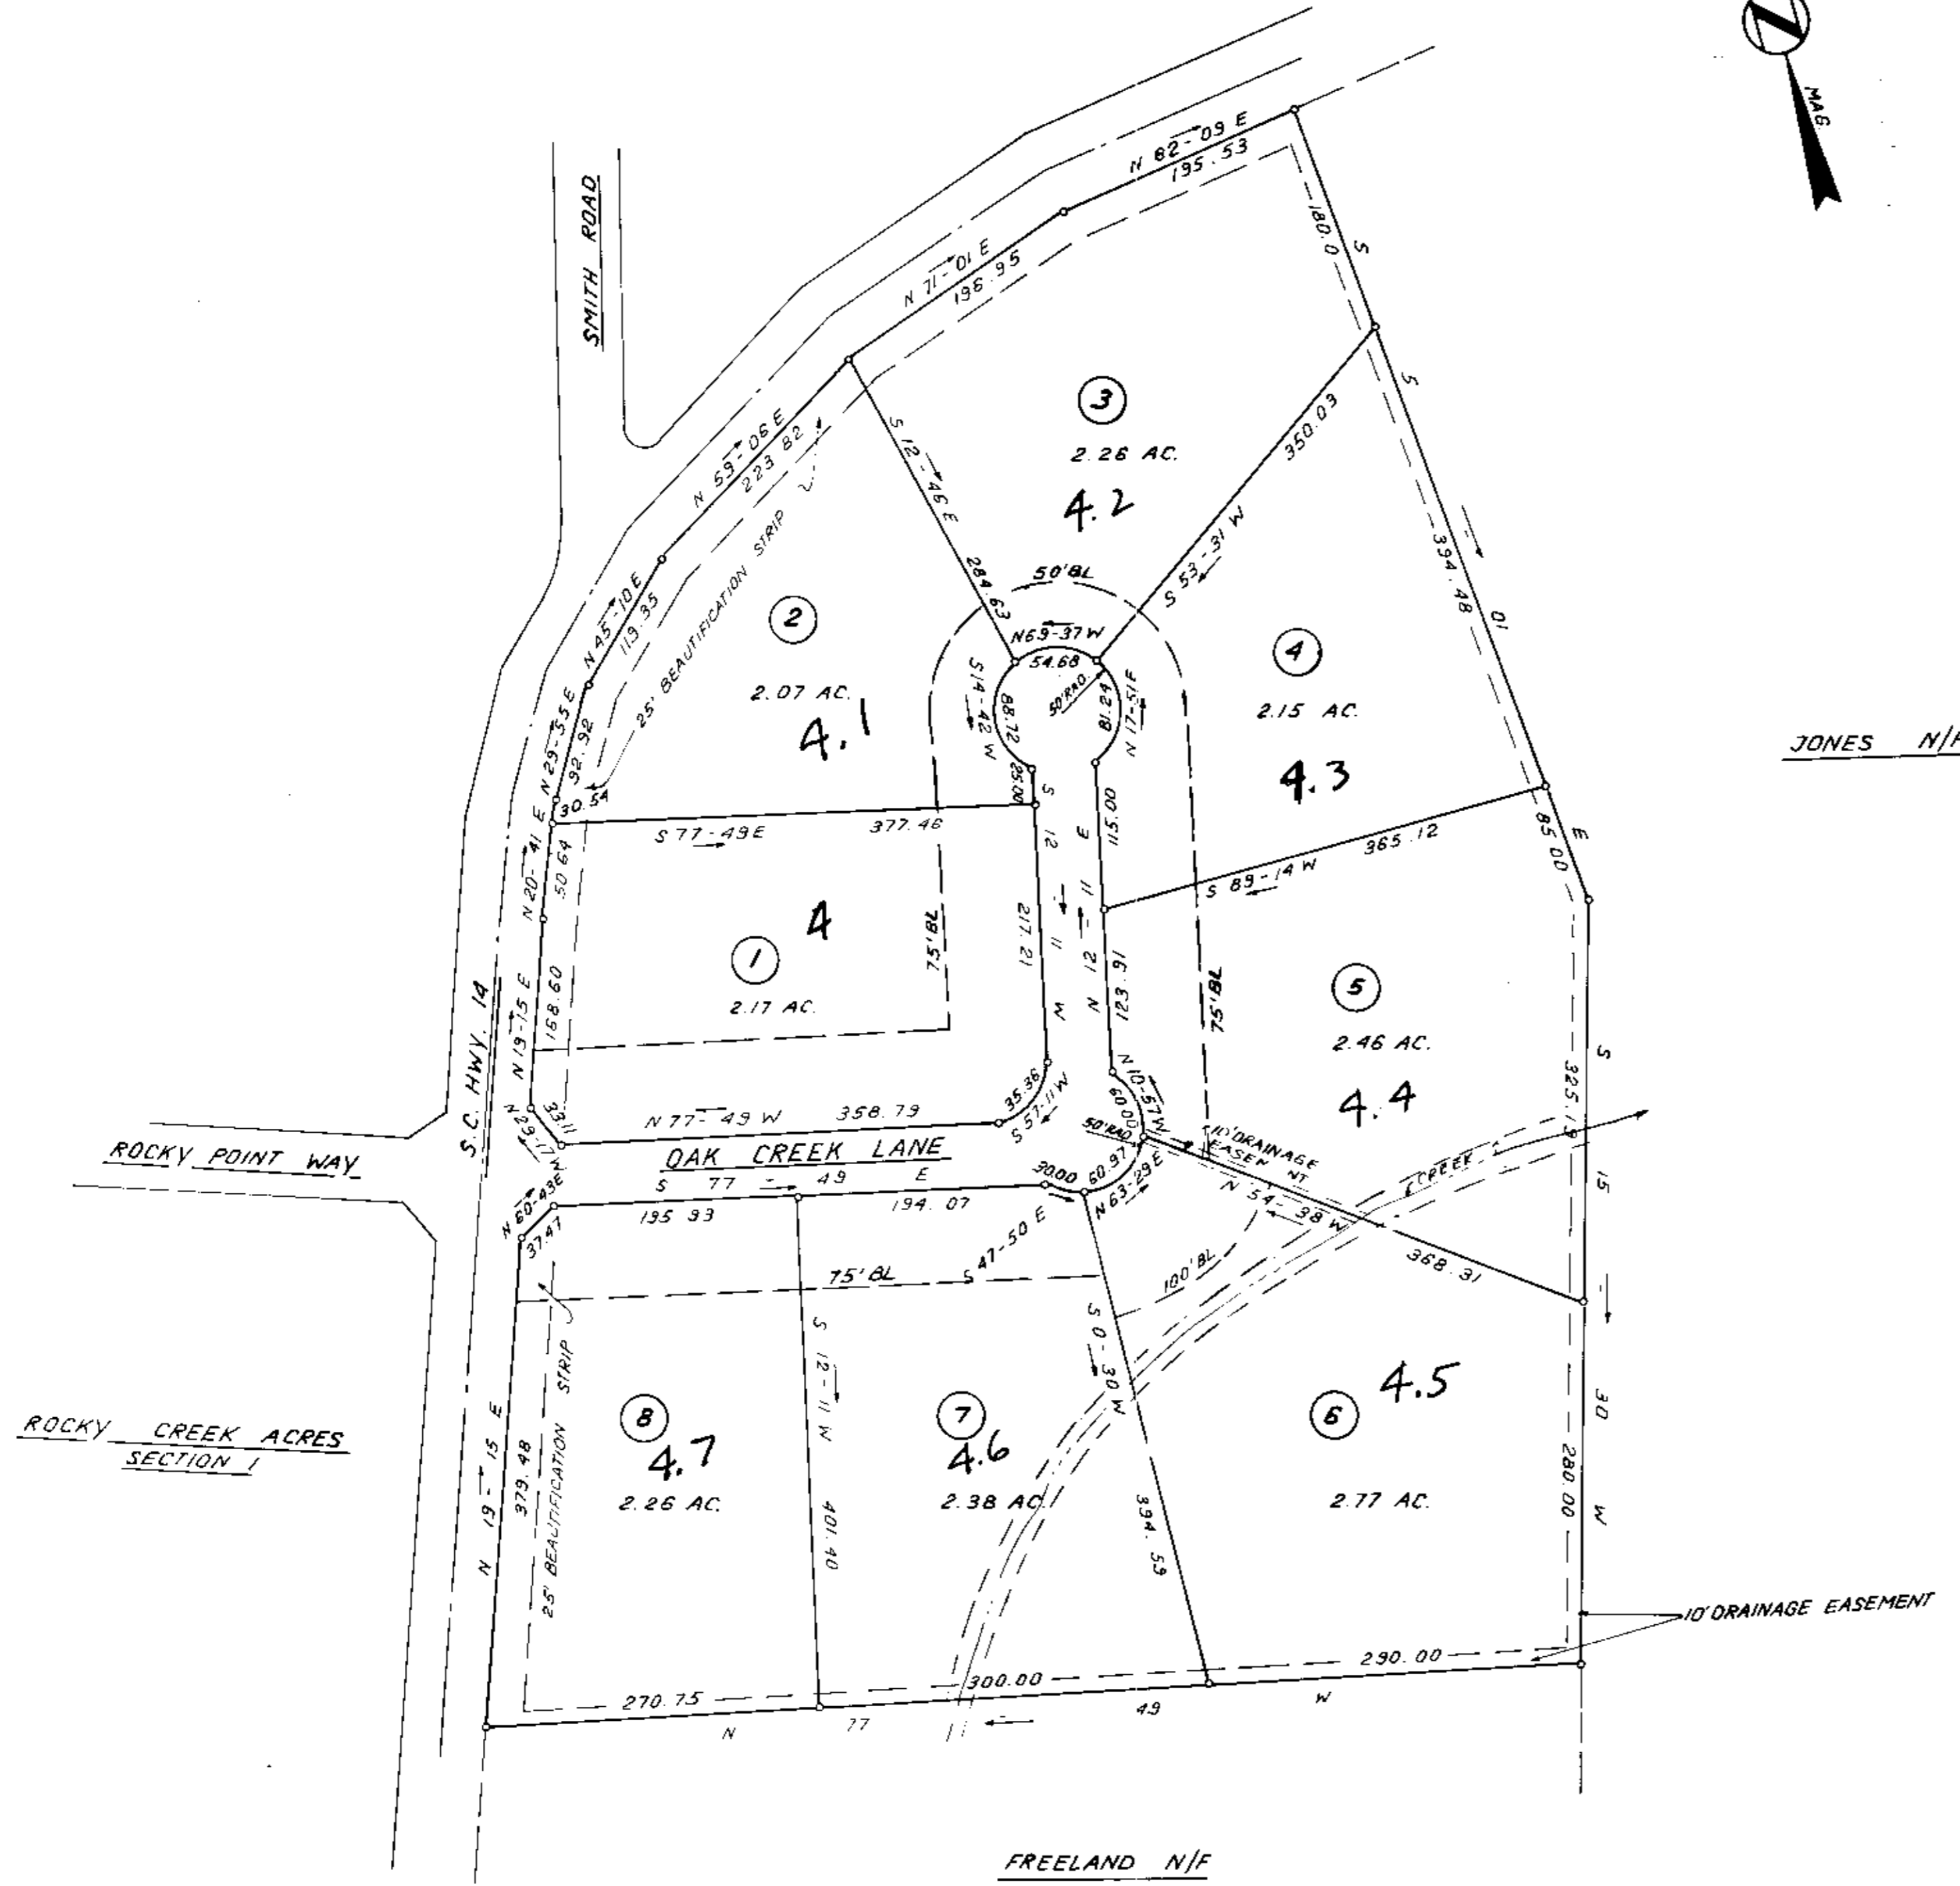 MAG.
SMITH ROAD
N 82-09 E
195.53
N 71-01 E
196.95
N 59-06 E
223.82
N 45-10 E
119.35
N 29-55 E
92.92
30.54
N 20-41 E
50.64
N 19-15 E
168.60
N 29-17 W
33.11
25' BEAUTIFICATION STRIP
S 12-46 E
284.63
3
2.26 AC.
4.2
180.0
S
S
350.03
S 53-31 W
394.48
01
E
85.00
2
2.07 AC.
4.1
50' BL
N 69-37 W
54.68
50' RAD.
S 14-42 W
88.72
25.00
81.24
N 17-51 E
4
2.15 AC.
4.3
JONES N/F
S 77-49 E
377.46
S 12 - 11 W
217.21
115.00
N 12 - 11 E
123.91
S 89-14 W
365.12
4
1
2.17 AC.
75' BL
75' BL
5
2.46 AC.
4.4
S 15 30 W
325.19
S.C. HWY. 14
ROCKY POINT WAY
N 77-49 W
358.79
35.36
S 57-11 W
OAK CREEK LANE
N 10-57 W
60.00
50' RAD
10' DRAINAGE
EASEM NT
CREEK
N 54-38 W
368.31
N 60-43 E
37.47
S 77 - 49 E
195.93
194.07
30.00
60.97
N 63-29 E
S 47-50 E
75' BL
100' BL
S 0-30 W
394.59
S 12-11 W
401.40
N 19-15 E
379.48
25' BEAUTIFICATION STRIP
ROCKY CREEK ACRES
SECTION I
8
4.7
2.26 AC.
7
4.6
2.38 AC.
6
4.5
2.77 AC.
280.00
10' DRAINAGE EASEMENT
270.75
300.00
290.00
N 77 49 W
FREELAND N/F